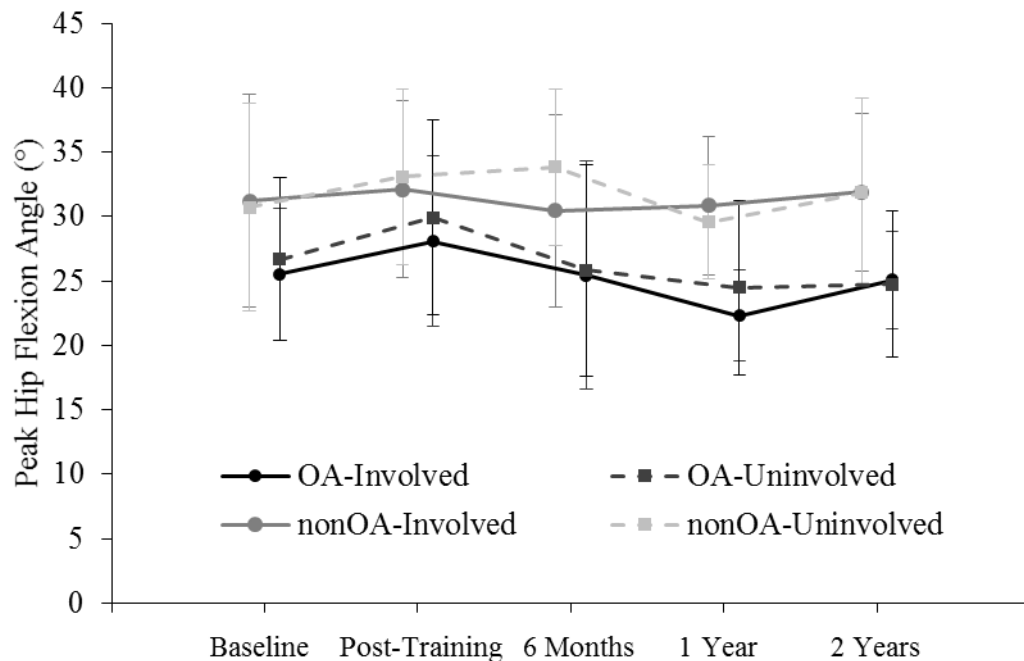 Peak Hip Flexion Angle (°)
45
40
35
30
25
20
15
10
5
0
OA-Involved
OA-Uninvolved
nonOA-Involved
nonOA-Uninvolved
Baseline
Post-Training
6 Months
1 Year
2 Years